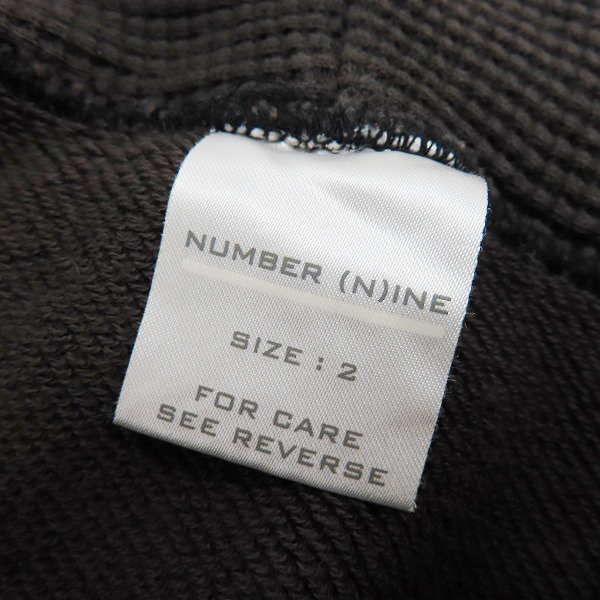 NUMBER (N)INE
SIZE : 2
FOR CARE
SEE REVERSE